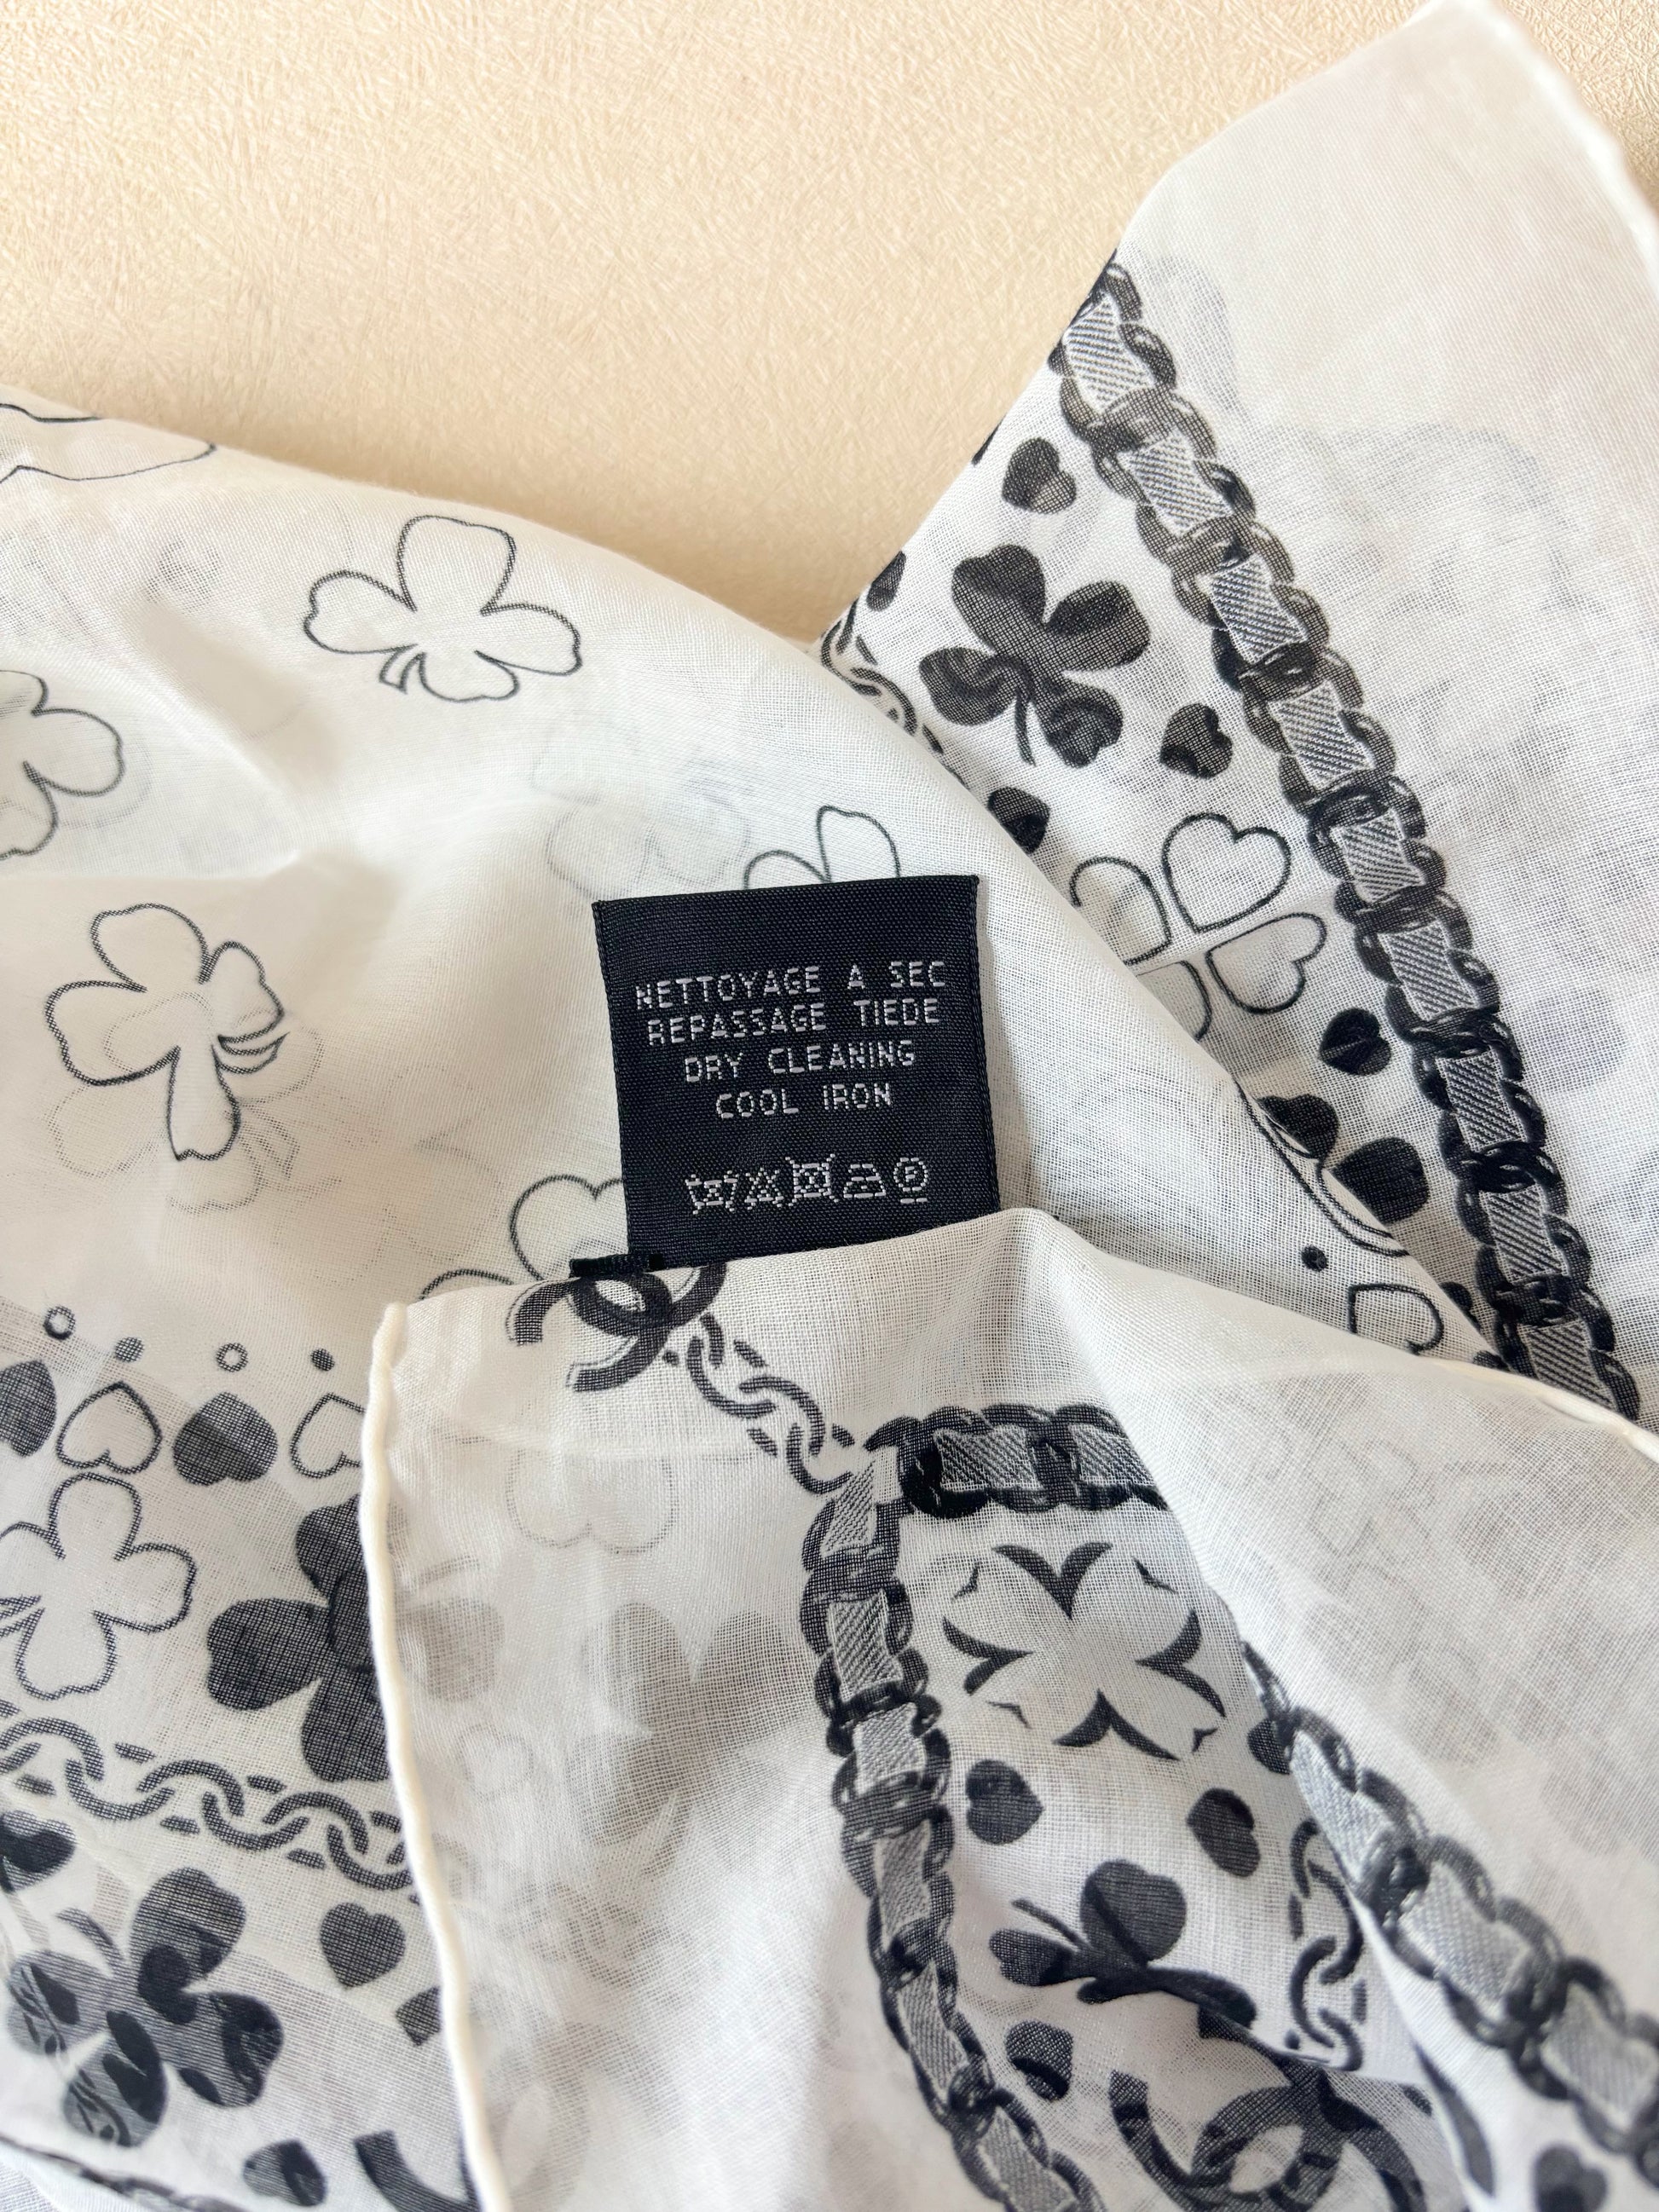 NETTOYAGE A SEC
REPASSAGE TIEDE
DRY CLEANING
COOL IRON